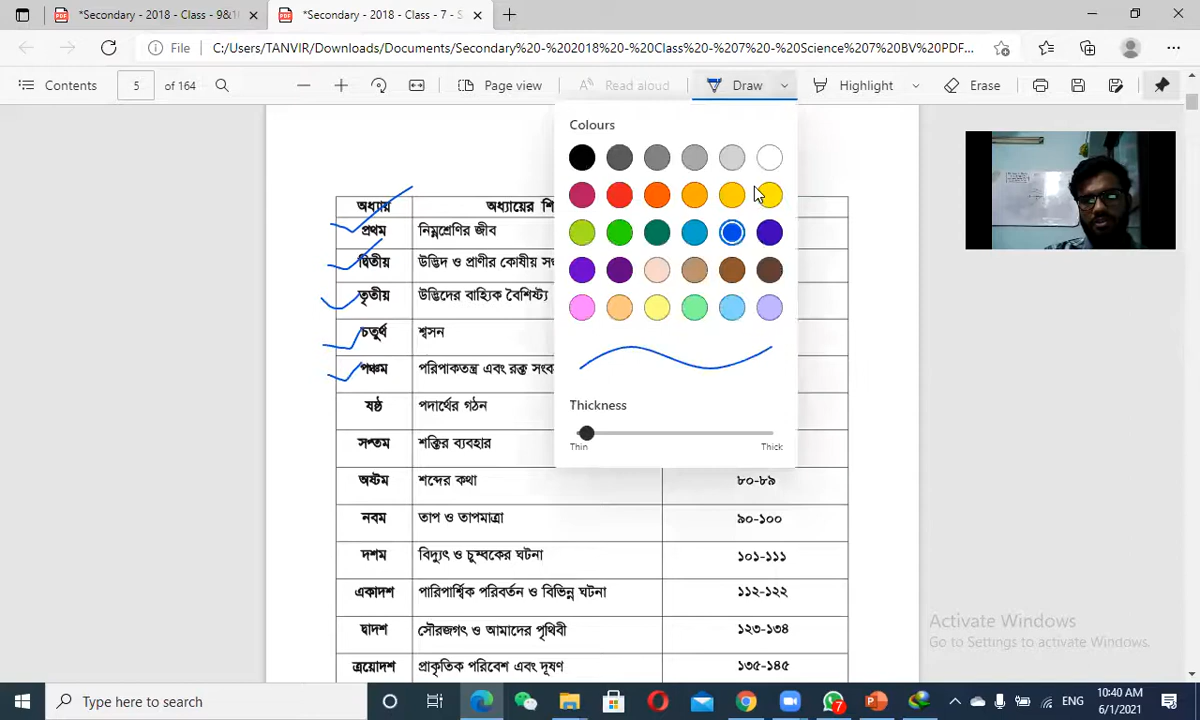 *Secondary - 2018 - Class - 9&1
*Secondary - 2018 - Class - 7 - S
File
C:/Users/TANVIR/Downloads/Documents/Secondary%20-%202018%20-%20Class%20-%207%20-%20Science%207%20BV%20PDF...
Contents
5
of 164
Page view
Read aloud
Draw
Highlight
Erase
Colours
অধ্যায়
অধ্যায়ের শি
প্রথম
নিম্নশ্রেণির জীব
দ্বিতীয়
উদ্ভিদ ও প্রাণীর কোষীয়
তৃতীয়
উদ্ভিদের বাহ্যিক বৈশিষ্ট্য
চতুর্থ
শ্বসন
পঞ্চম
পরিপাকতন্ত্র এবং রক্ত
ষষ্ঠ
পদার্থের গঠন
Thickness
সপ্তম
শক্তির ব্যবহার
Thin
Thick
অষ্টম
শব্দের কথা
৮০-৮৯
নবম
তাপ ও তাপমাত্রা
৯০-১০০
দশম
বিদ্যুৎ ও চুম্বকের ঘটনা
১০১-১১১
একাদশ
পারিপার্শ্বিক পরিবর্তন ও বিভিন্ন ঘটনা
১১২-১২২
দ্বাদশ
সৌরজগৎ ও আমাদের পৃথিবী
১২৩-১৩৪
ত্রয়োদশ
প্রাকৃতিক পরিবেশ এবং দূষণ
১৩৫-১৪৫
Activate Windows
Go to Settings to activate Windows.
Type here to search
7
ENG
10:40 AM
6/1/2021